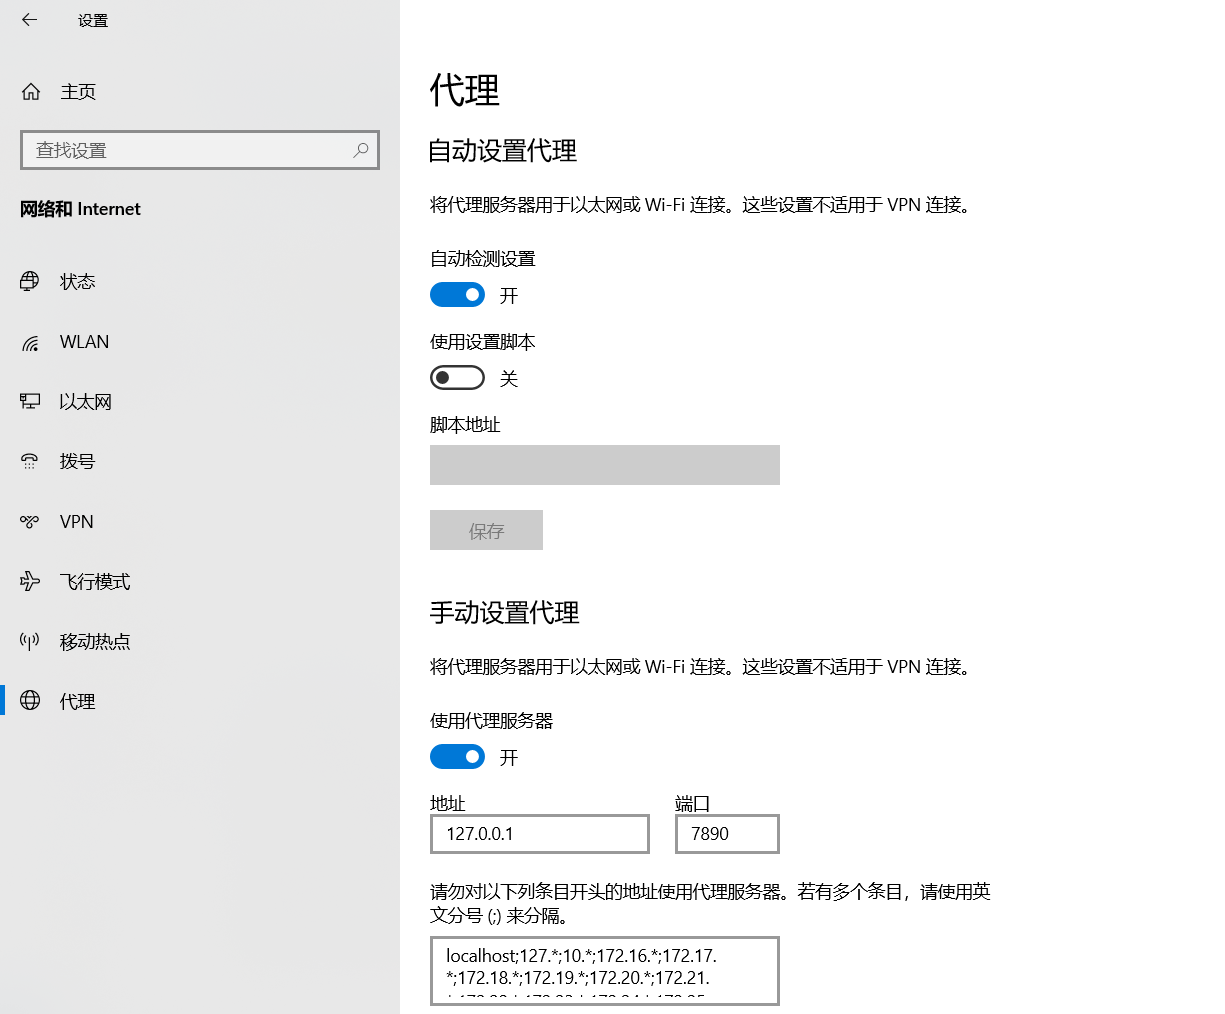 设置
主页
查找设置
网络和 Internet
状态
WLAN
以太网
拨号
VPN
飞行模式
移动热点
代理
代理
自动设置代理
将代理服务器用于以太网或 Wi-Fi 连接。这些设置不适用于 VPN 连接。
自动检测设置
开
使用设置脚本
关
脚本地址
保存
手动设置代理
将代理服务器用于以太网或 Wi-Fi 连接。这些设置不适用于 VPN 连接。
使用代理服务器
开
地址
端口
127.0.0.1
7890
请勿对以下列条目开头的地址使用代理服务器。若有多个条目，请使用英
文分号 (;) 来分隔。
localhost;127.*;10.*;172.16.*;172.17.
*;172.18.*;172.19.*;172.20.*;172.21.